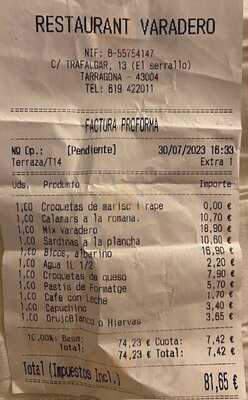 RESTAURANT VARADERO
NIF: B-55754147
C/ TRAFALGAR, 13 (El serrallo)
TARRAGONA - 43004
TEL: 619 422011
FACTURA PROFORMA
NQ Op.: [Pendiente] 30/07/2023 16:33
Terraza/T14 Extra 1
Uds. Producto Importe
1,00 Croquetas de marisc i rape 0,00 €
1,00 Calamars a la romana. 10,70 €
1,00 Mix varadero 18,90 €
1,00 Sardinas a la plancha 10,60 €
1,00 Bicos, albarino 16,90 €
1,00 Agua 1L 1/2 2,20 €
1,00 Croquetas de queso 7,90 €
1,00 Pastis de Formatge 5,70 €
1,00 Cafe con Leche 1,70 €
1,00 Capuchino 3,40 €
1,00 OrujoBlanco o Hiervas 3,65 €
10,00% Base: 74,23 € Cuota: 7,42 €
Total: 74,23 € Total: 7,42 €
Total (Impuestos Incl.) 81,65 €